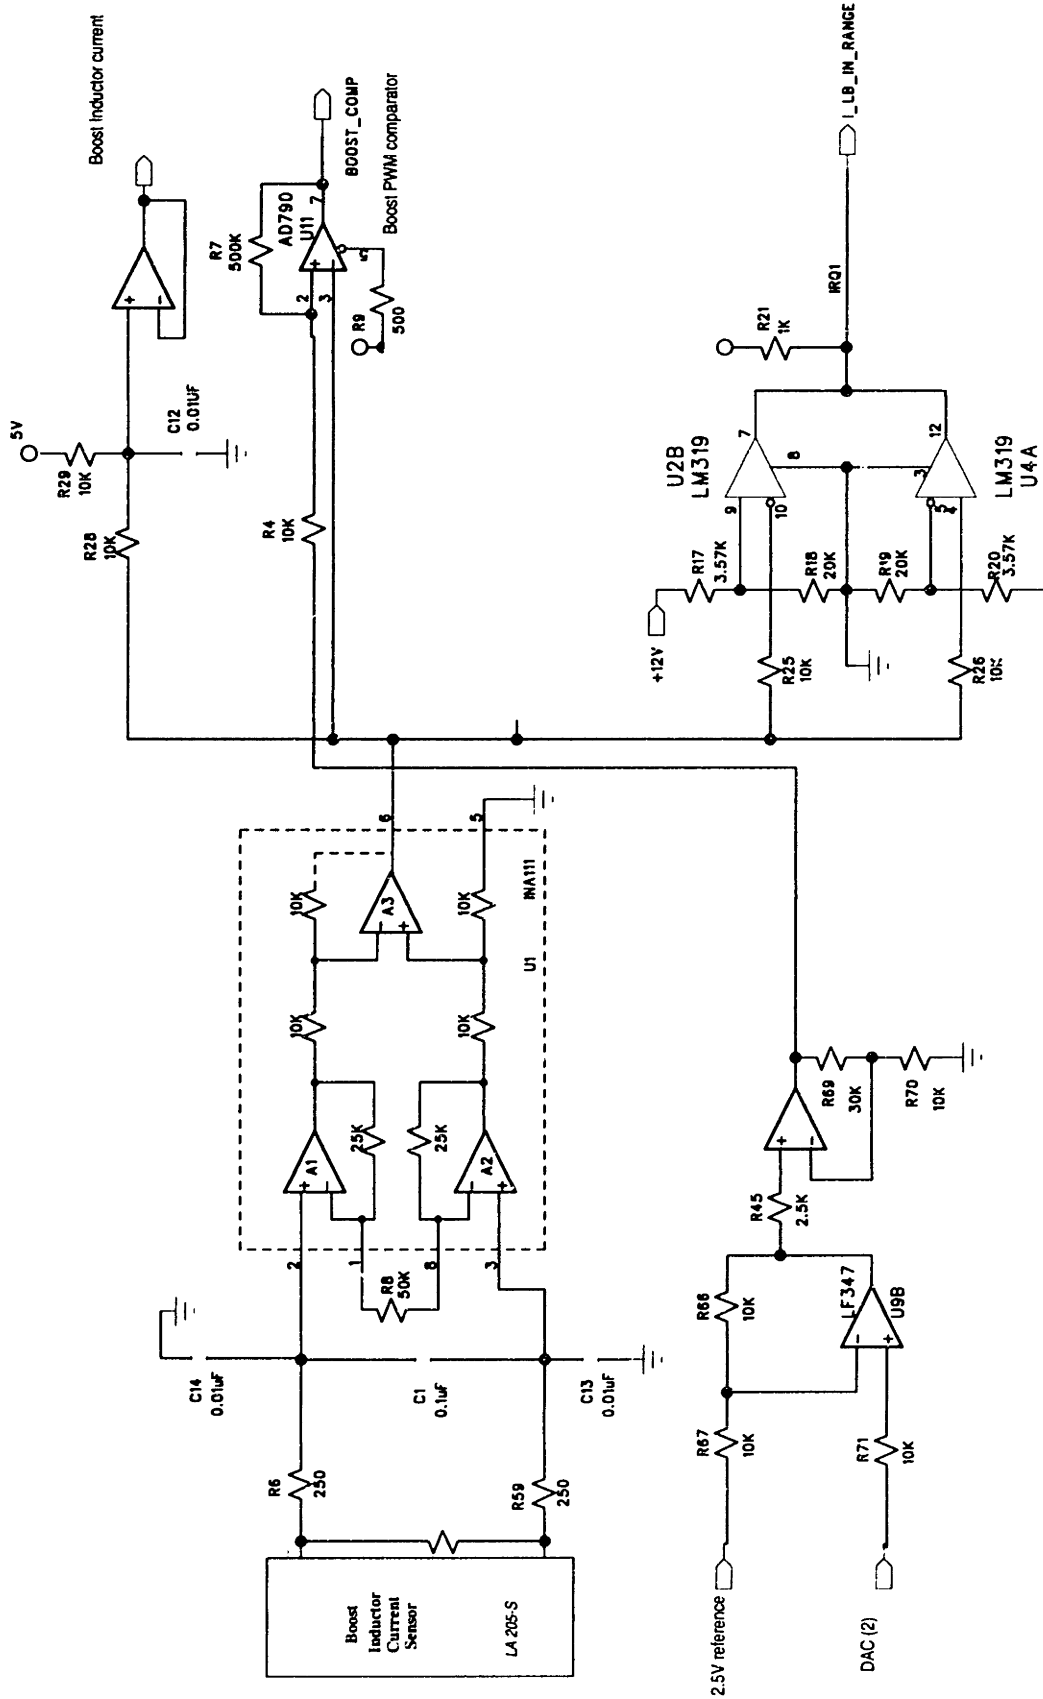 Boost Inductor current
5V
R29
10K
C12
0.01UF
R28
10K
R7
500K
AD790
U11
2
3
7
5
BOOST_COMP
Boost PWM comparator
R9
500
R4
10K
I_LB_IN_RANGE
IRQ1
R21
1K
U2B
LM319
7
8
9
10
12
3
5
4
LM319
U4A
+12V
R17
3.57K
R18
20K
R19
20K
R20
3.57K
R25
10K
R26
10K
6
5
INA111
U1
10K
10K
A3
10K
10K
A1
25K
25K
A2
2
1
8
3
R8
50K
C14
0.01uF
C1
0.1uF
C13
0.01uF
R6
250
R59
250
Boost
Inductor
Current
Sensor
LA 205-S
R69
30K
R70
10K
R45
2.5K
LF347
U9B
R66
10K
R67
10K
R71
10K
2.5V reference
DAC (2)